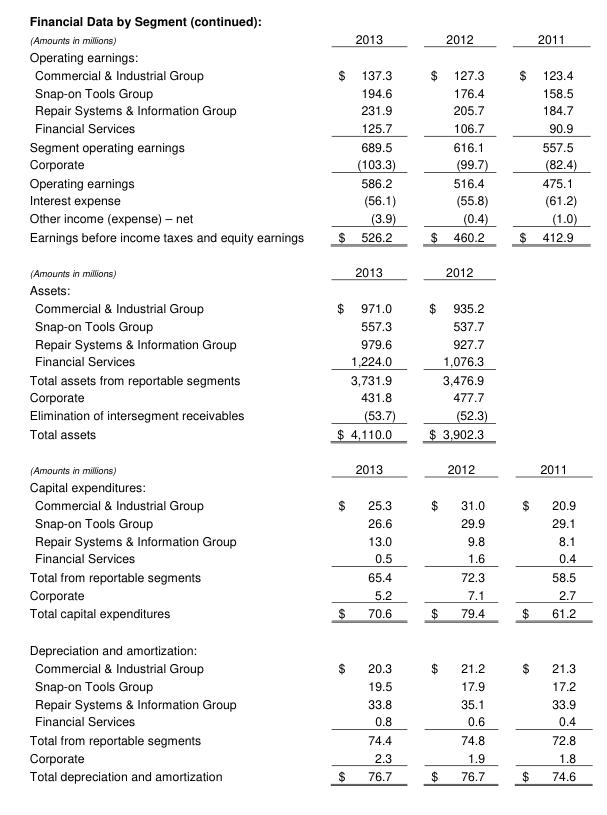 Financial Data by Segment (continued):
(Amounts in millions) 2013 2012 2011
Operating earnings:
Commercial & Industrial Group $ 137.3 $ 127.3 $ 123.4
Snap-on Tools Group 194.6 176.4 158.5
Repair Systems & Information Group 231.9 205.7 184.7
Financial Services 125.7 106.7 90.9
Segment operating earnings 689.5 616.1 557.5
Corporate (103.3) (99.7) (82.4)
Operating earnings 586.2 516.4 475.1
Interest expense (56.1) (55.8) (61.2)
Other income (expense) – net (3.9) (0.4) (1.0)
Earnings before income taxes and equity earnings $ 526.2 $ 460.2 $ 412.9
(Amounts in millions) 2013 2012
Assets:
Commercial & Industrial Group $ 971.0 $ 935.2
Snap-on Tools Group 557.3 537.7
Repair Systems & Information Group 979.6 927.7
Financial Services 1,224.0 1,076.3
Total assets from reportable segments 3,731.9 3,476.9
Corporate 431.8 477.7
Elimination of intersegment receivables (53.7) (52.3)
Total assets $ 4,110.0 $ 3,902.3
(Amounts in millions) 2013 2012 2011
Capital expenditures:
Commercial & Industrial Group $ 25.3 $ 31.0 $ 20.9
Snap-on Tools Group 26.6 29.9 29.1
Repair Systems & Information Group 13.0 9.8 8.1
Financial Services 0.5 1.6 0.4
Total from reportable segments 65.4 72.3 58.5
Corporate 5.2 7.1 2.7
Total capital expenditures $ 70.6 $ 79.4 $ 61.2
Depreciation and amortization:
Commercial & Industrial Group $ 20.3 $ 21.2 $ 21.3
Snap-on Tools Group 19.5 17.9 17.2
Repair Systems & Information Group 33.8 35.1 33.9
Financial Services 0.8 0.6 0.4
Total from reportable segments 74.4 74.8 72.8
Corporate 2.3 1.9 1.8
Total depreciation and amortization $ 76.7 $ 76.7 $ 74.6